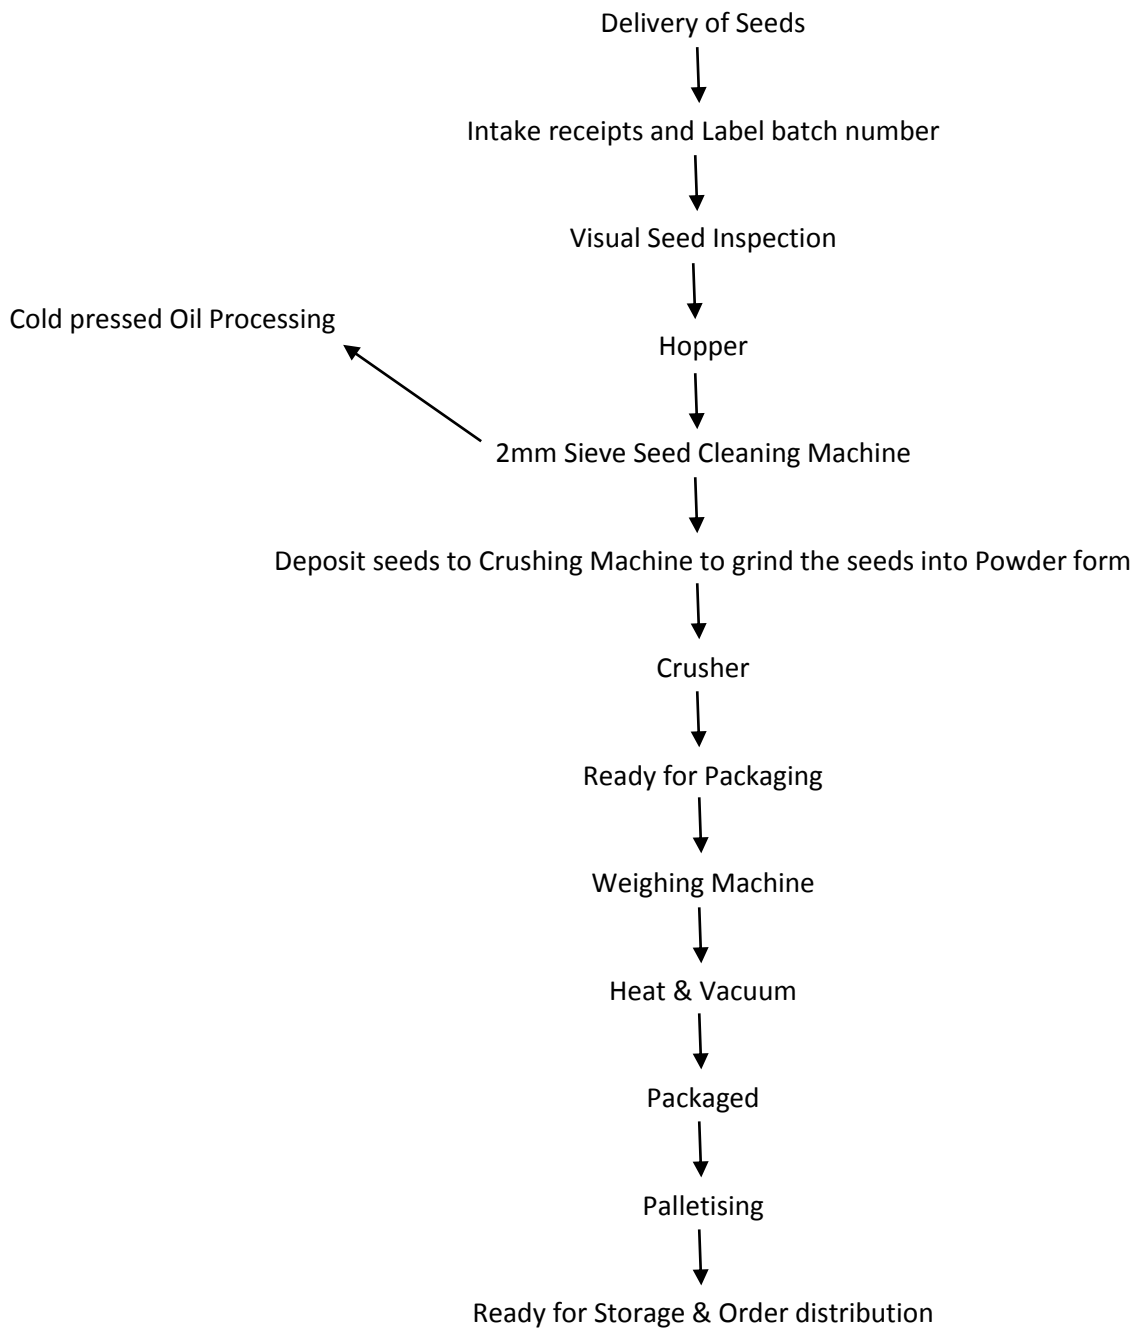 Delivery of Seeds
Intake receipts and Label batch number
Visual Seed Inspection
Cold pressed Oil Processing
Hopper
2mm Sieve Seed Cleaning Machine
Deposit seeds to Crushing Machine to grind the seeds into Powder form
Crusher
Ready for Packaging
Weighing Machine
Heat & Vacuum
Packaged
Palletising
Ready for Storage & Order distribution